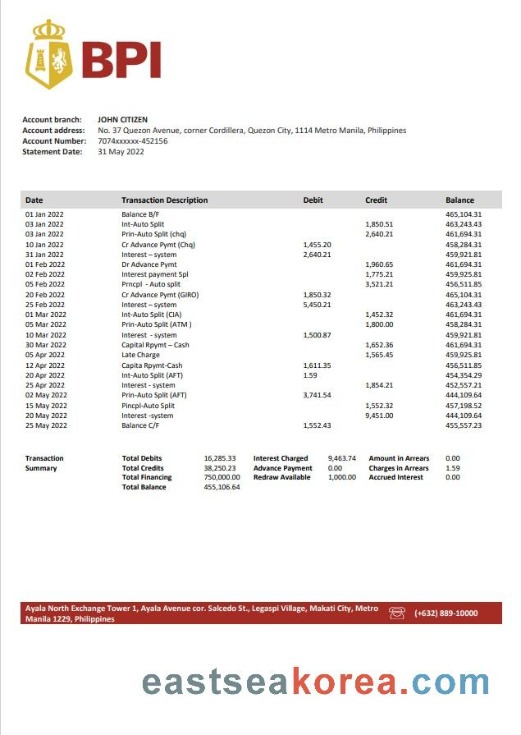 BPI
Account branch: JOHN CITIZEN
Account address: No. 37 Quezon Avenue, corner Cordillera, Quezon City, 1114 Metro Manila, Philippines
Account Number: 7074xxxxxx-452156
Statement Date: 31 May 2022
Date Transaction Description Debit Credit Balance
01 Jan 2022 Balance B/F 465,104.31
03 Jan 2022 Int-Auto Split 1,850.51 463,243.43
03 Jan 2022 Prin-Auto Split (chq) 2,640.21 461,694.31
10 Jan 2022 Cr Advance Pymt (Chq) 1,455.20 458,284.31
31 Jan 2022 Interest – system 2,640.21 459,921.81
01 Feb 2022 Dr Advance Pymt 1,960.65 461,694.31
02 Feb 2022 Interest payment Spl 1,775.21 459,925.81
05 Feb 2022 Prncpl - Auto split 3,521.21 456,511.85
20 Feb 2022 Cr Advance Pymt (GIRO) 1,850.32 465,104.31
25 Feb 2022 Interest – system 5,450.21 463,243.43
01 Mar 2022 Int-Auto Split (CIA) 1,452.32 461,694.31
05 Mar 2022 Prin-Auto Split (ATM ) 1,800.00 458,284.31
10 Mar 2022 Interest - system 1,500.87 459,921.81
30 Mar 2022 Capital Rpymt – Cash 1,652.36 461,694.31
05 Apr 2022 Late Charge 1,565.45 459,925.81
12 Apr 2022 Capita Rpymt-Cash 1,611.35 456,511.85
20 Apr 2022 Int-Auto Split (AFT) 1.59 454,354.29
25 Apr 2022 Interest - system 1,854.21 452,557.21
02 May 2022 Prin-Auto Split (AFT) 3,741.54 444,109.64
15 May 2022 Pincpl-Auto Split 1,552.32 457,198.52
20 May 2022 Interest -system 9,451.00 444,109.64
25 May 2022 Balance C/F 1,552.43 455,557.23
Transaction Total Debits 16,285.33 Interest Charged 9,463.74 Amount in Arrears 0.00
Summary Total Credits 38,250.23 Advance Payment 0.00 Charges in Arrears 1.59
Total Financing 750,000.00 Redraw Available 1,000.00 Accrued Interest 0.00
Total Balance 455,106.64
Ayala North Exchange Tower 1, Ayala Avenue cor. Salcedo St., Legaspi Village, Makati City, Metro
Manila 1229, Philippines
(+632) 889-10000
eastseakorea.com